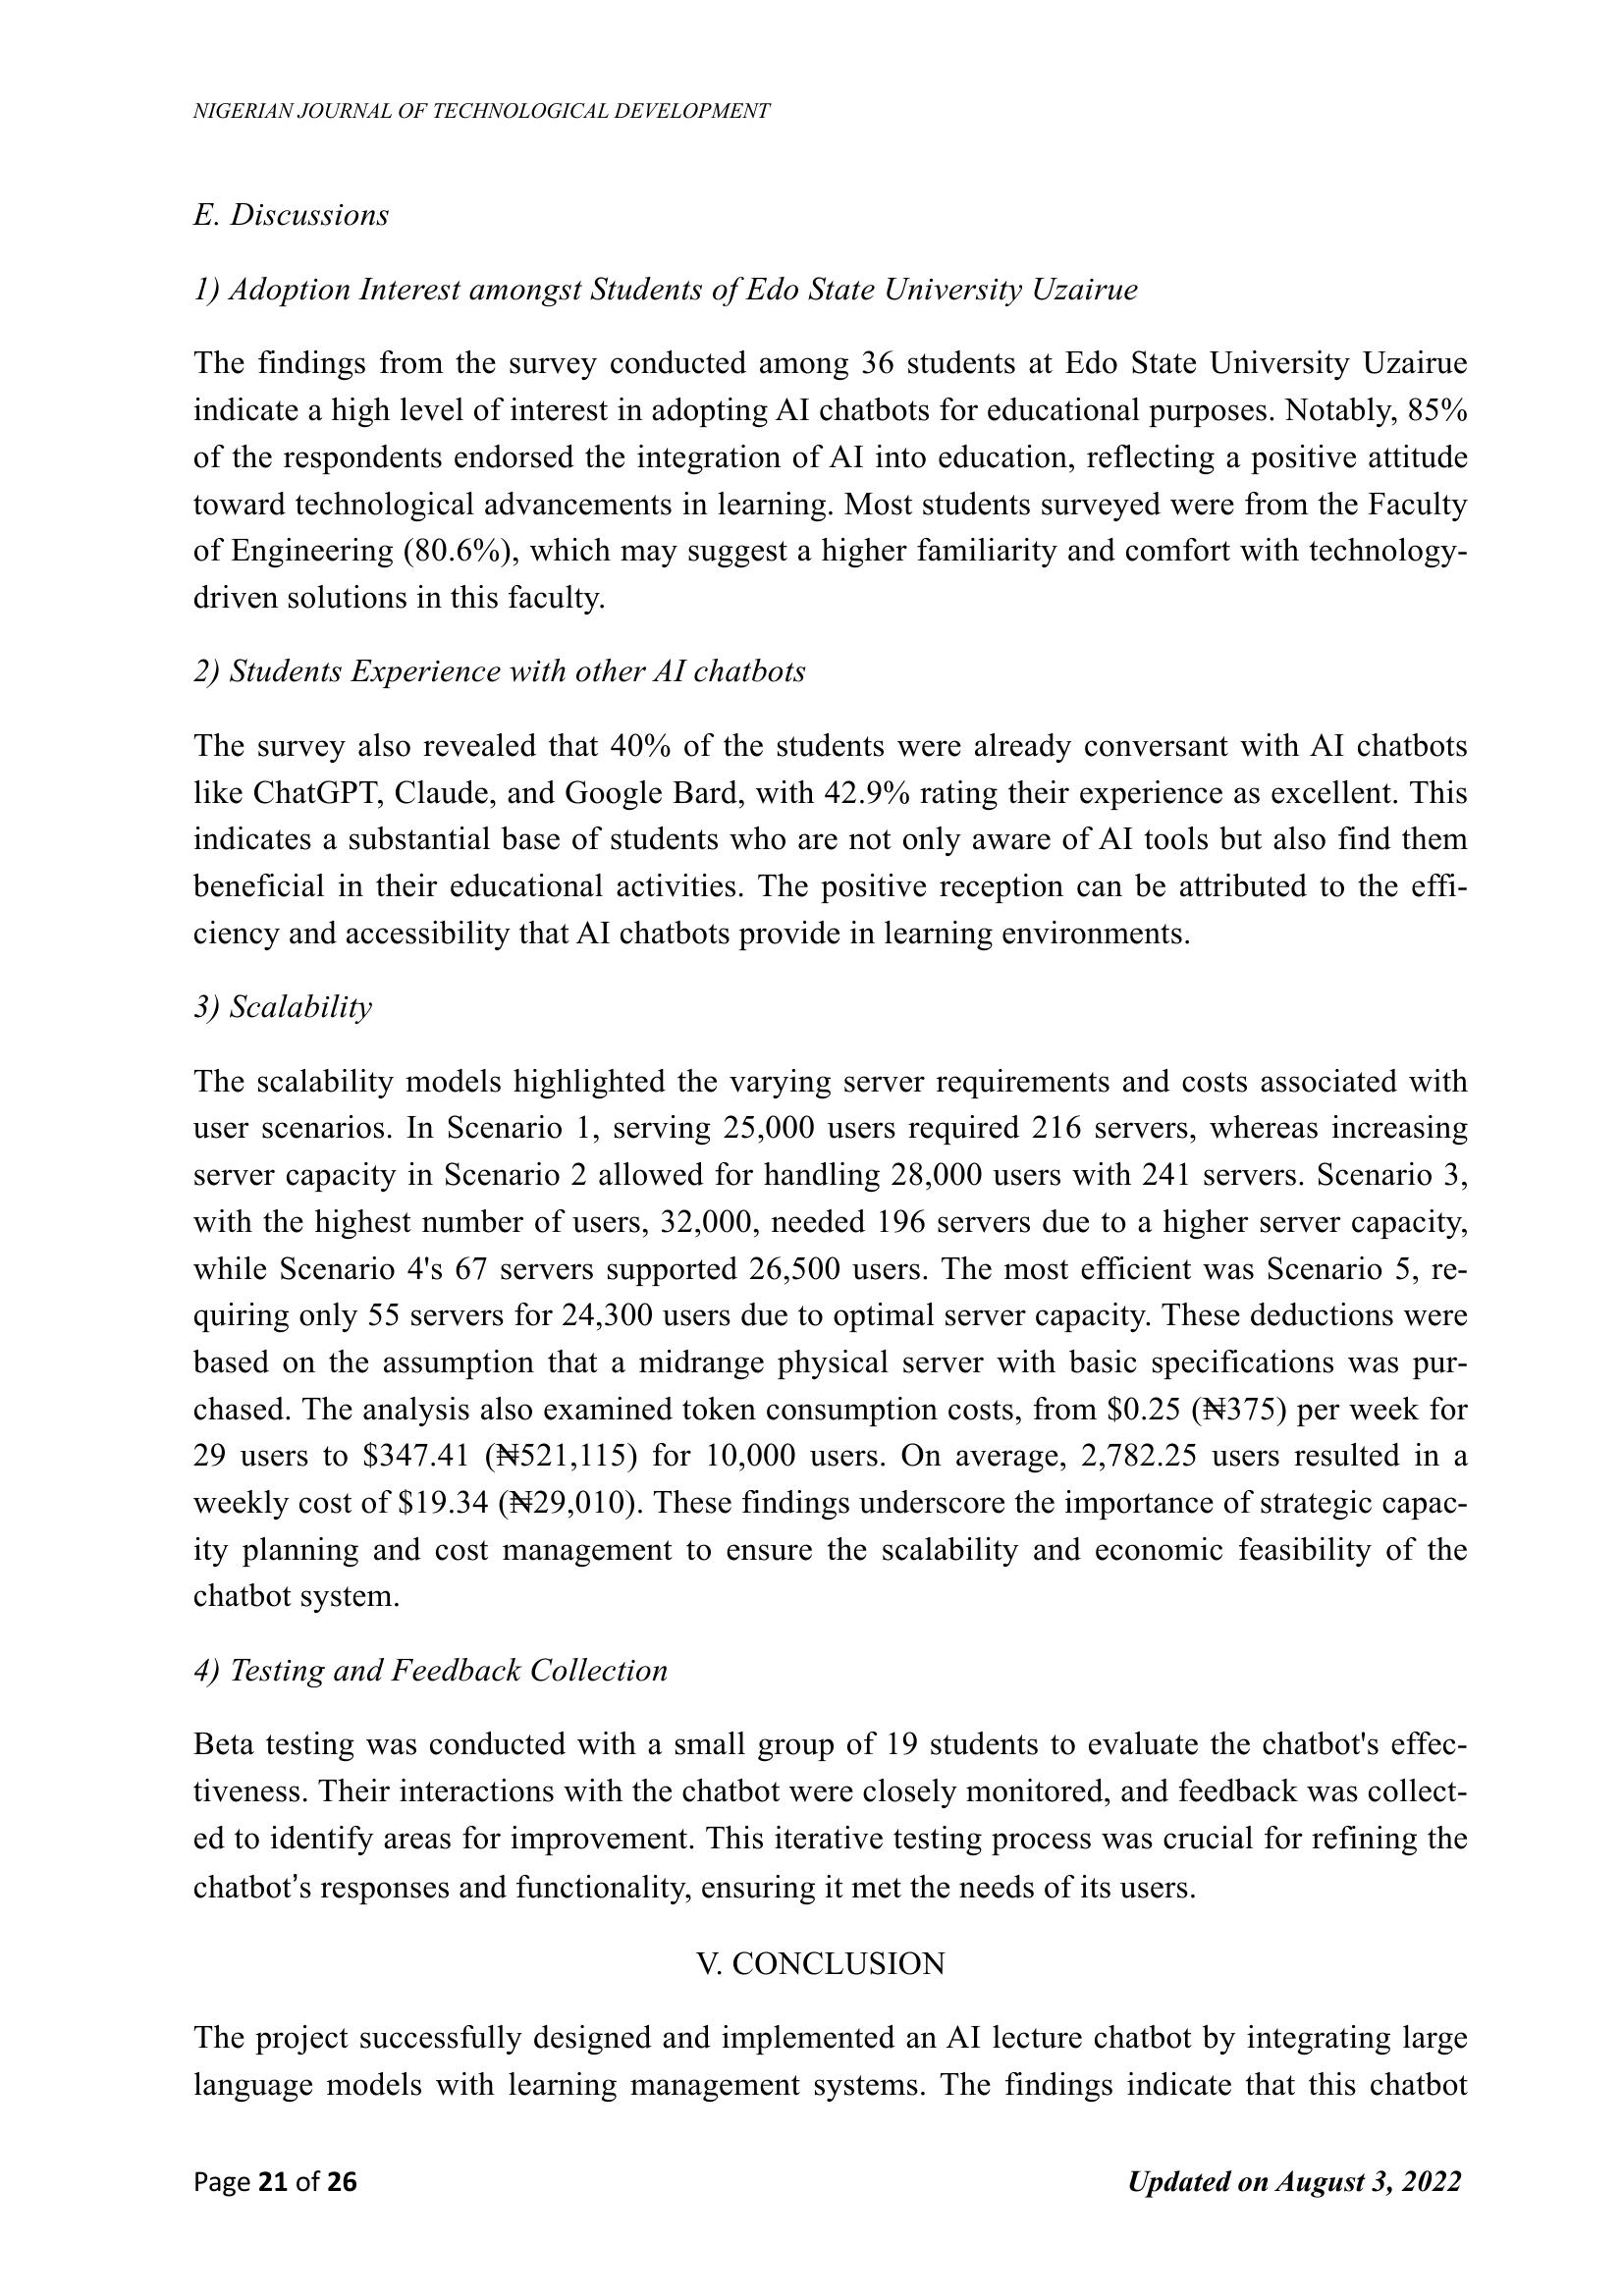 NIGERIAN JOURNAL OF TECHNOLOGICAL DEVELOPMENT
E. Discussions
1) Adoption Interest amongst Students of Edo State University Uzairue
The findings from the survey conducted among 36 students at Edo State University Uzairue
indicate a high level of interest in adopting AI chatbots for educational purposes. Notably, 85%
of the respondents endorsed the integration of AI into education, reflecting a positive attitude
toward technological advancements in learning. Most students surveyed were from the Faculty
of Engineering (80.6%), which may suggest a higher familiarity and comfort with technology-
driven solutions in this faculty.
2) Students Experience with other AI chatbots
The survey also revealed that 40% of the students were already conversant with AI chatbots
like ChatGPT, Claude, and Google Bard, with 42.9% rating their experience as excellent. This
indicates a substantial base of students who are not only aware of AI tools but also find them
beneficial in their educational activities. The positive reception can be attributed to the effi-
ciency and accessibility that AI chatbots provide in learning environments.
3) Scalability
The scalability models highlighted the varying server requirements and costs associated with
user scenarios. In Scenario 1, serving 25,000 users required 216 servers, whereas increasing
server capacity in Scenario 2 allowed for handling 28,000 users with 241 servers. Scenario 3,
with the highest number of users, 32,000, needed 196 servers due to a higher server capacity,
while Scenario 4's 67 servers supported 26,500 users. The most efficient was Scenario 5, re-
quiring only 55 servers for 24,300 users due to optimal server capacity. These deductions were
based on the assumption that a midrange physical server with basic specifications was pur-
chased. The analysis also examined token consumption costs, from $0.25 (₦375) per week for
29 users to $347.41 (₦521,115) for 10,000 users. On average, 2,782.25 users resulted in a
weekly cost of $19.34 (₦29,010). These findings underscore the importance of strategic capac-
ity planning and cost management to ensure the scalability and economic feasibility of the
chatbot system.
4) Testing and Feedback Collection
Beta testing was conducted with a small group of 19 students to evaluate the chatbot's effec-
tiveness. Their interactions with the chatbot were closely monitored, and feedback was collect-
ed to identify areas for improvement. This iterative testing process was crucial for refining the
chatbot's responses and functionality, ensuring it met the needs of its users.
V. CONCLUSION
The project successfully designed and implemented an AI lecture chatbot by integrating large
language models with learning management systems. The findings indicate that this chatbot
Page 21 of 26
Updated on August 3, 2022